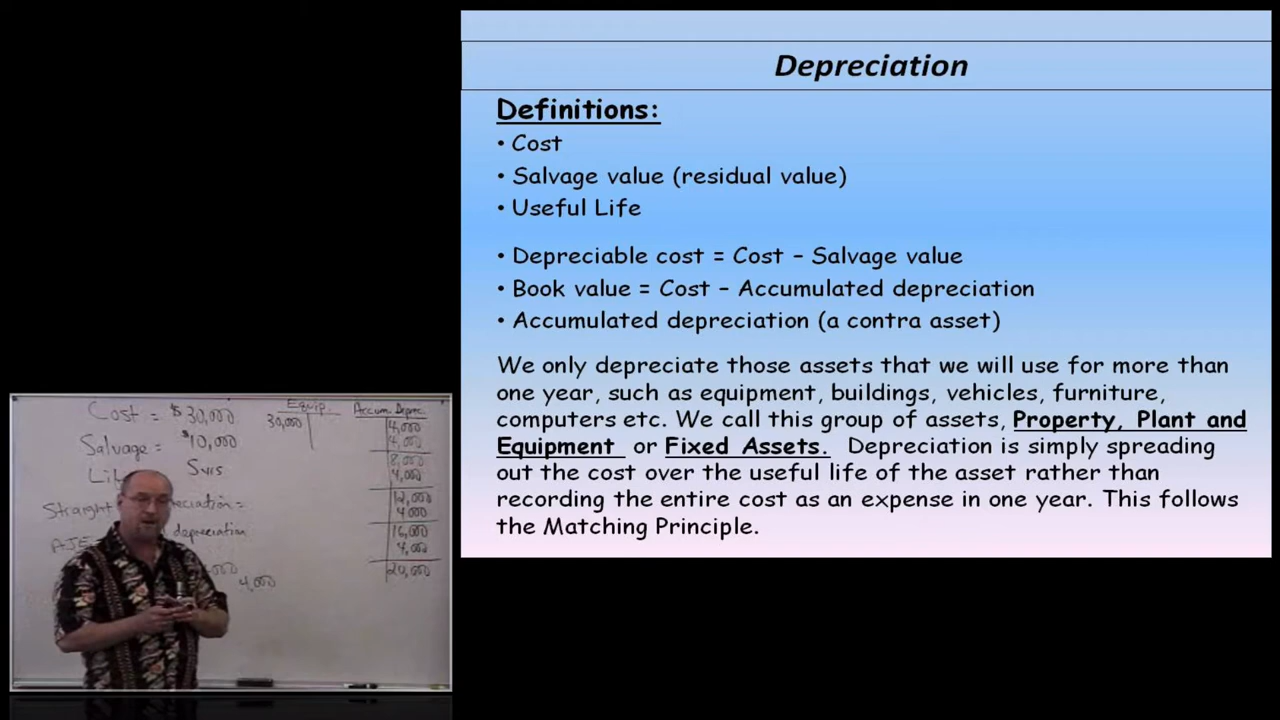 Depreciation
Definitions:
• Cost
• Salvage value (residual value)
• Useful Life
• Depreciable cost = Cost – Salvage value
• Book value = Cost – Accumulated depreciation
• Accumulated depreciation (a contra asset)
We only depreciate those assets that we will use for more than
one year, such as equipment, buildings, vehicles, furniture,
computers etc. We call this group of assets, Property, Plant and
Equipment or Fixed Assets. Depreciation is simply spreading
out the cost over the useful life of the asset rather than
recording the entire cost as an expense in one year. This follows
the Matching Principle.
Cost = $30,000
Salvage = $10,000
5 yrs
Straight
AJE
depreciation
4,000
Equip.
30,000
Accum. Deprec.
4,000
4,000
8,000
4,000
12,000
4000
16,000
4,000
20,000